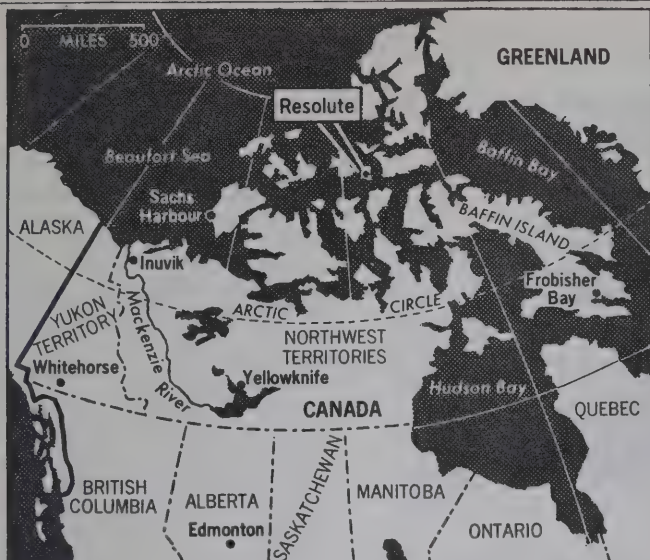 0 MILES 500
GREENLAND
Arctic Ocean
Resolute
Beaufort Sea
Baffin Bay
Sachs
Harbour
BAFFIN ISLAND
ALASKA
Inuvik
Frobisher
Bay
ARCTIC CIRCLE
YUKON
TERRITORY
Mackenzie River
NORTHWEST
TERRITORIES
Whitehorse
Yellowknife
Hudson Bay
CANADA
QUEBEC
BRITISH
COLUMBIA
ALBERTA
SASKATCHEWAN
MANITOBA
Edmonton
ONTARIO